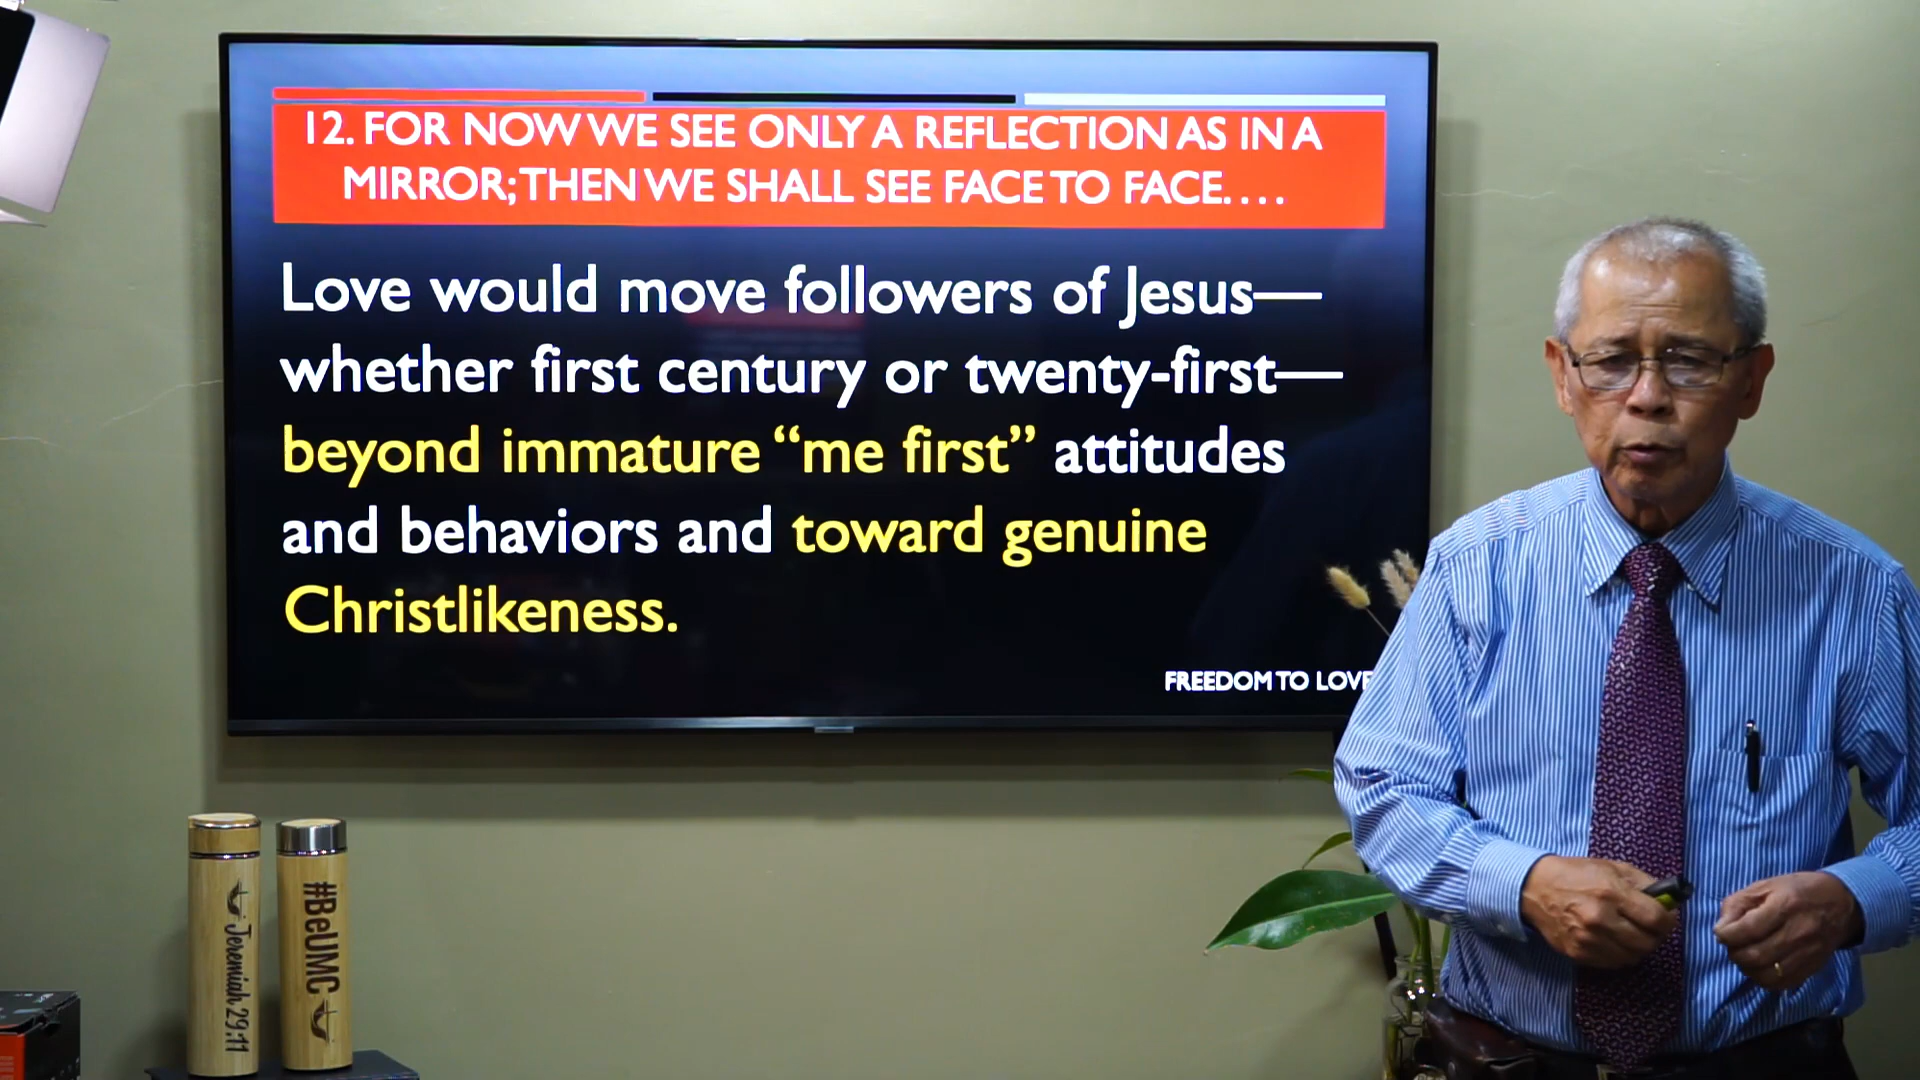 12. FOR NOW WE SEE ONLY A REFLECTION AS IN A
MIRROR; THEN WE SHALL SEE FACE TO FACE. . . .
Love would move followers of Jesus—
whether first century or twenty-first—
beyond immature “me first” attitudes
and behaviors and toward genuine
Christlikeness.
FREEDOM TO LOVE
Jeremiah 29:11
#BeUMC